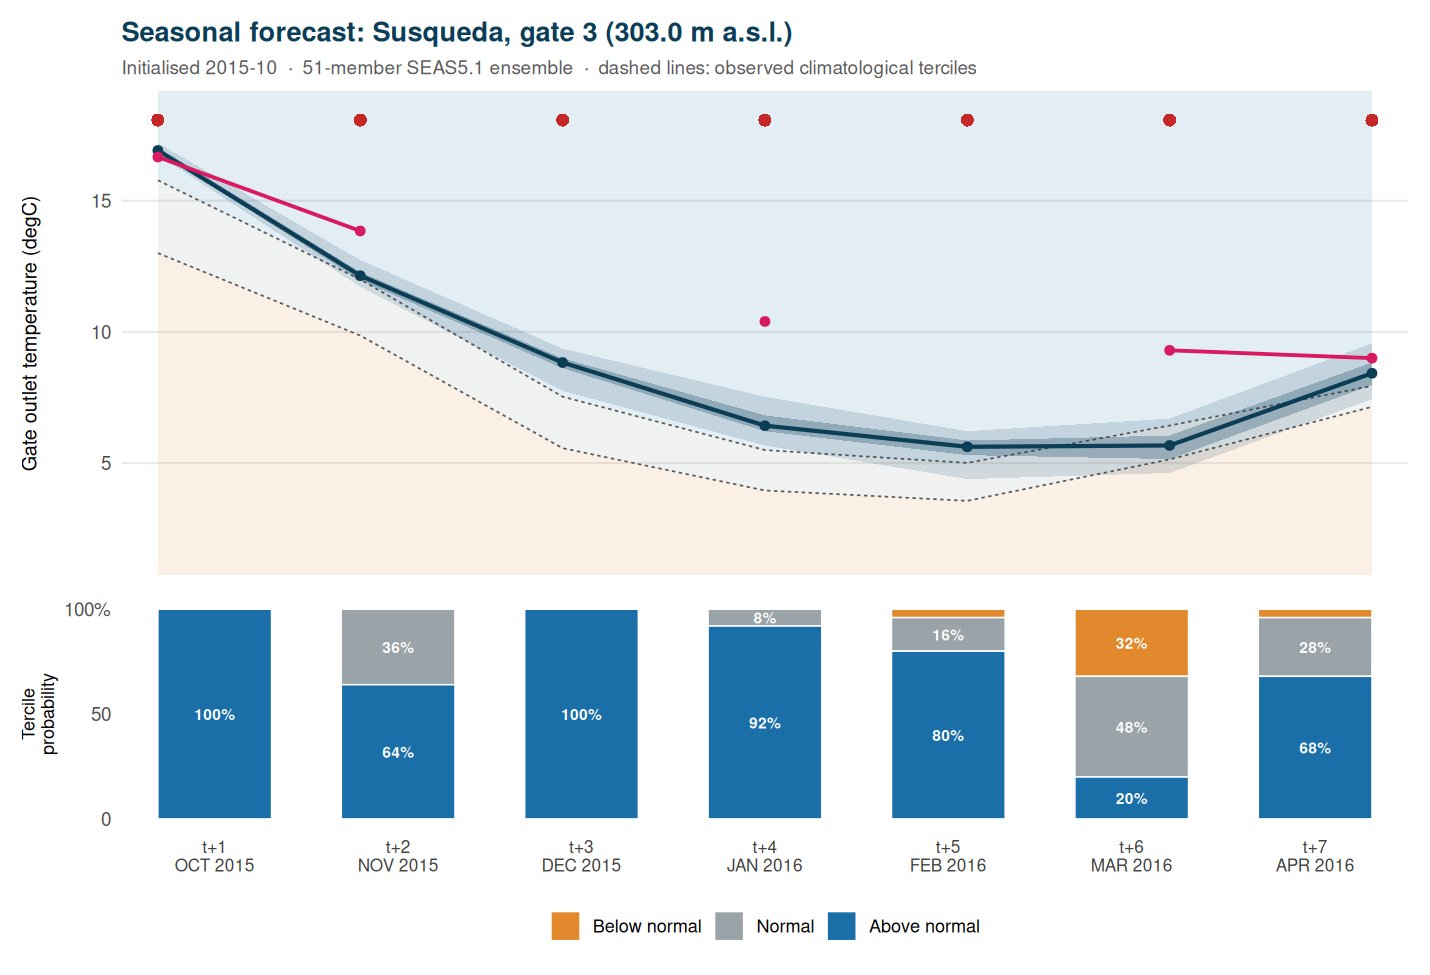 Seasonal forecast: Susqueda, gate 3 (303.0 m a.s.l.)
Initialised 2015-10 · 51-member SEAS5.1 ensemble · dashed lines: observed climatological terciles
Gate outlet temperature (degC)
15
10
5
Tercile
probability
100%
50
0
100%
36%
64%
100%
8%
92%
16%
80%
32%
48%
20%
28%
68%
t+1
OCT 2015
t+2
NOV 2015
t+3
DEC 2015
t+4
JAN 2016
t+5
FEB 2016
t+6
MAR 2016
t+7
APR 2016
Below normal
Normal
Above normal